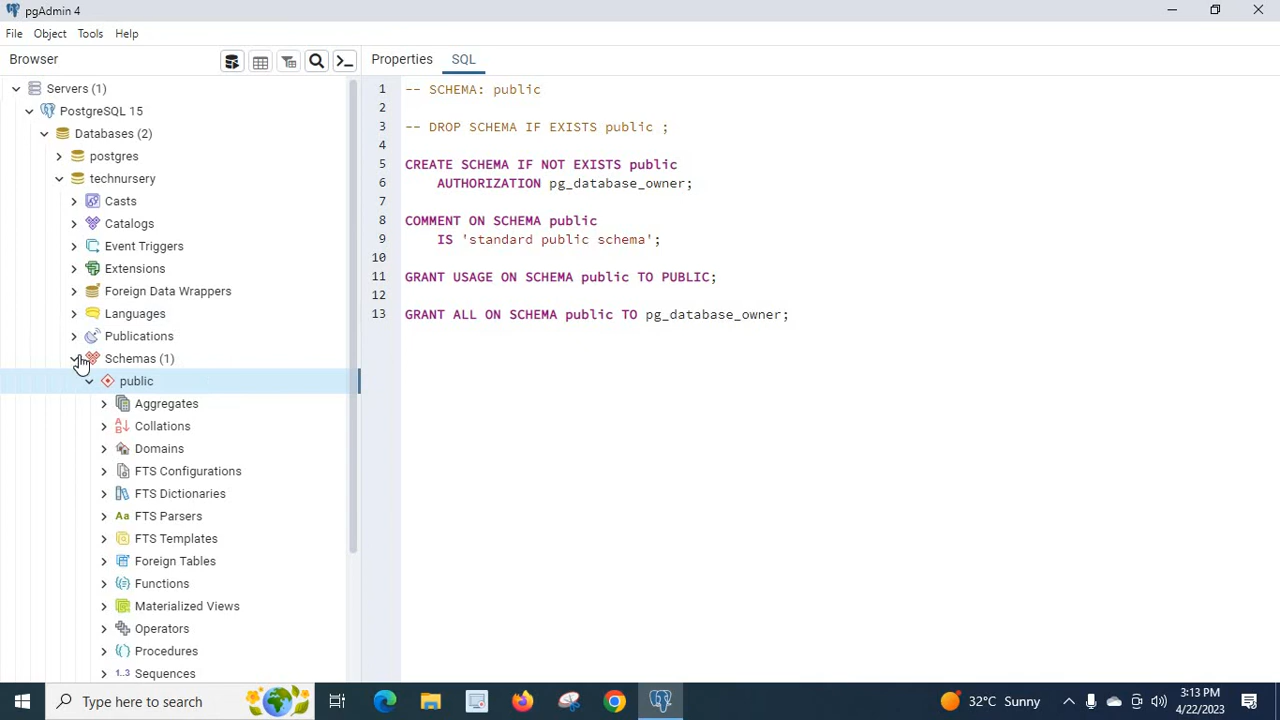 pgAdmin 4
File Object Tools Help
Browser
Properties SQL
Servers (1)
PostgreSQL 15
Databases (2)
postgres
technursery
Casts
Catalogs
Event Triggers
Extensions
Foreign Data Wrappers
Languages
Publications
Schemas (1)
public
Aggregates
Collations
Domains
FTS Configurations
FTS Dictionaries
Aa FTS Parsers
FTS Templates
Foreign Tables
Functions
Materialized Views
Operators
Procedures
1..3 Sequences
1 -- SCHEMA: public
2
3 -- DROP SCHEMA IF EXISTS public ;
4
5 CREATE SCHEMA IF NOT EXISTS public
6 AUTHORIZATION pg_database_owner;
7
8 COMMENT ON SCHEMA public
9 IS 'standard public schema';
10
11 GRANT USAGE ON SCHEMA public TO PUBLIC;
12
13 GRANT ALL ON SCHEMA public TO pg_database_owner;
Type here to search
32°C Sunny
3:13 PM
4/22/2023